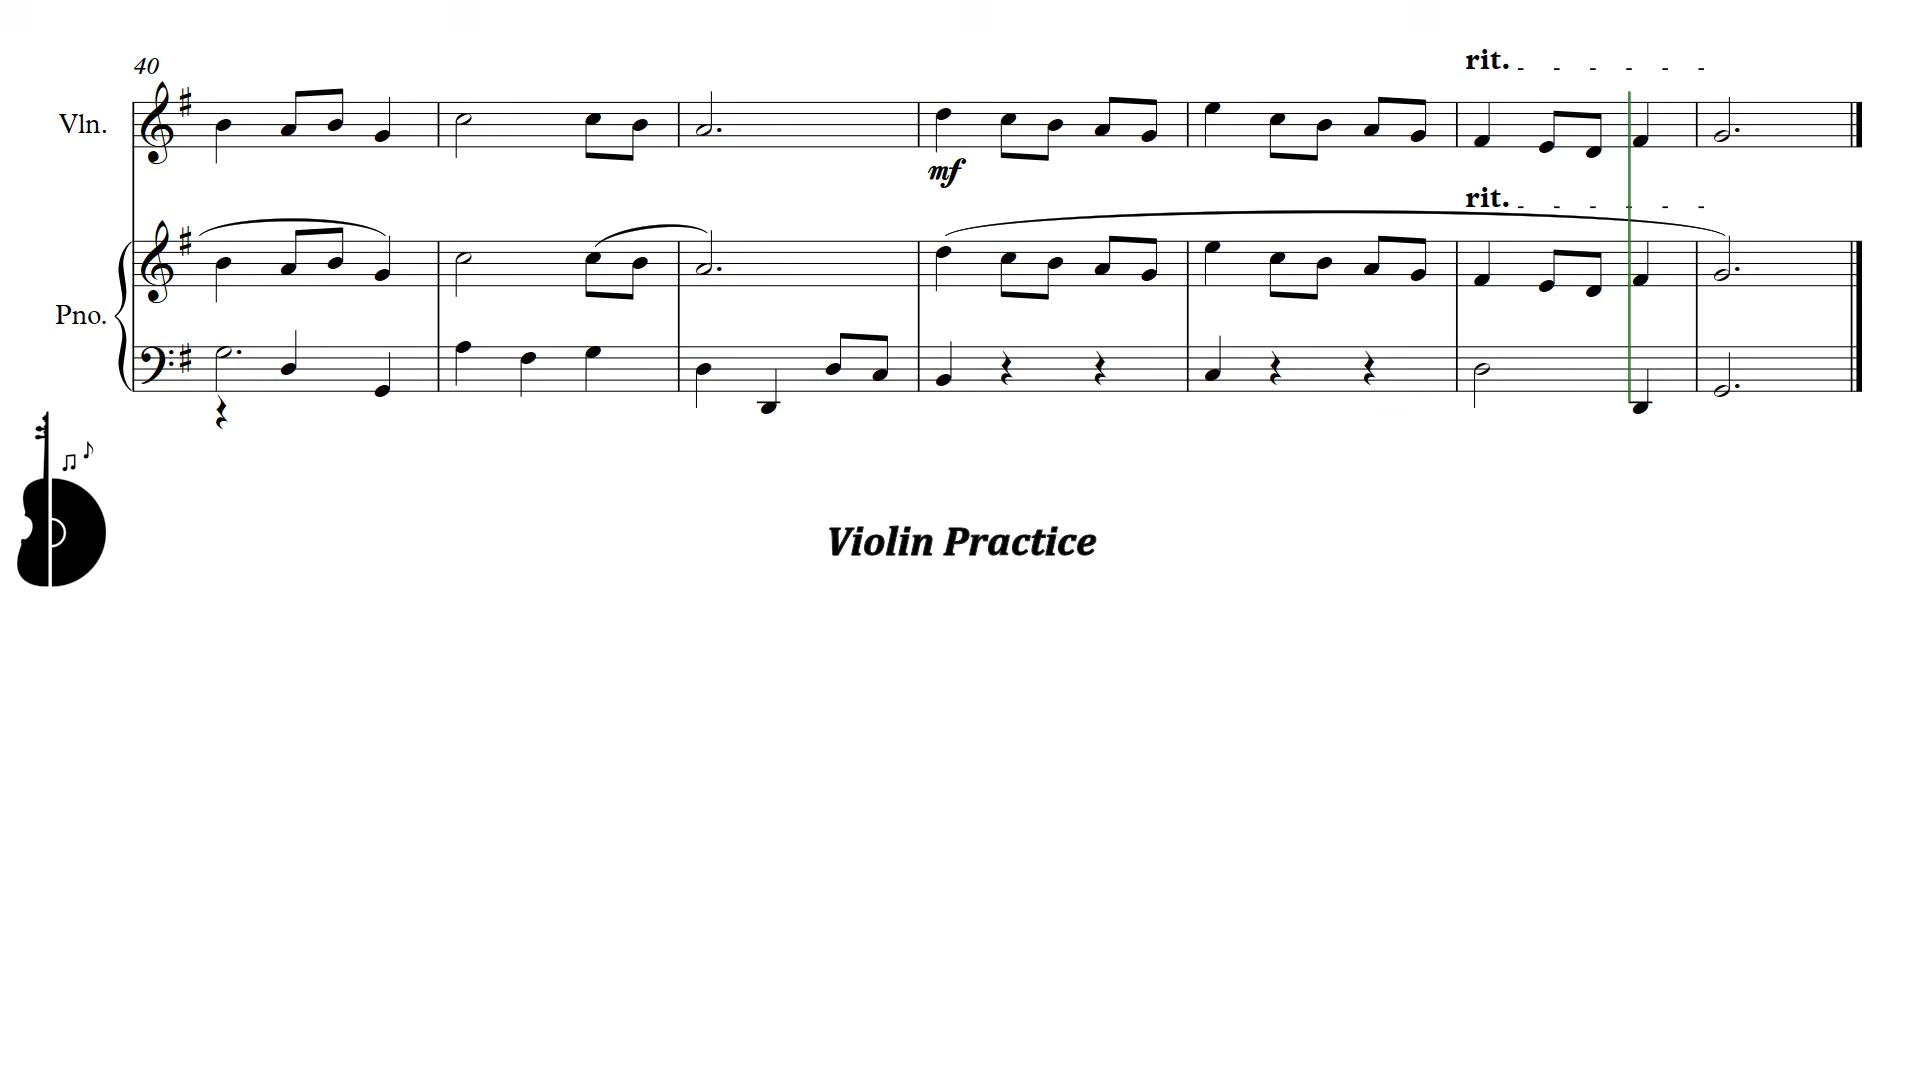 40
rit.
Vln.
mf
rit.
Pno.
Violin Practice